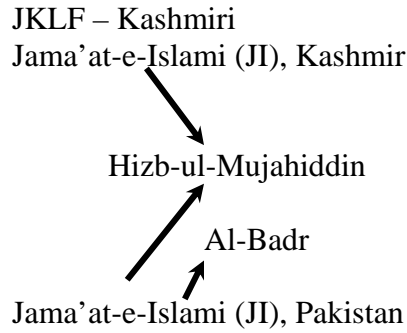 JKLF – Kashmiri
Jama’at-e-Islami (JI), Kashmir
Hizb-ul-Mujahiddin
Al-Badr
Jama’at-e-Islami (JI), Pakistan